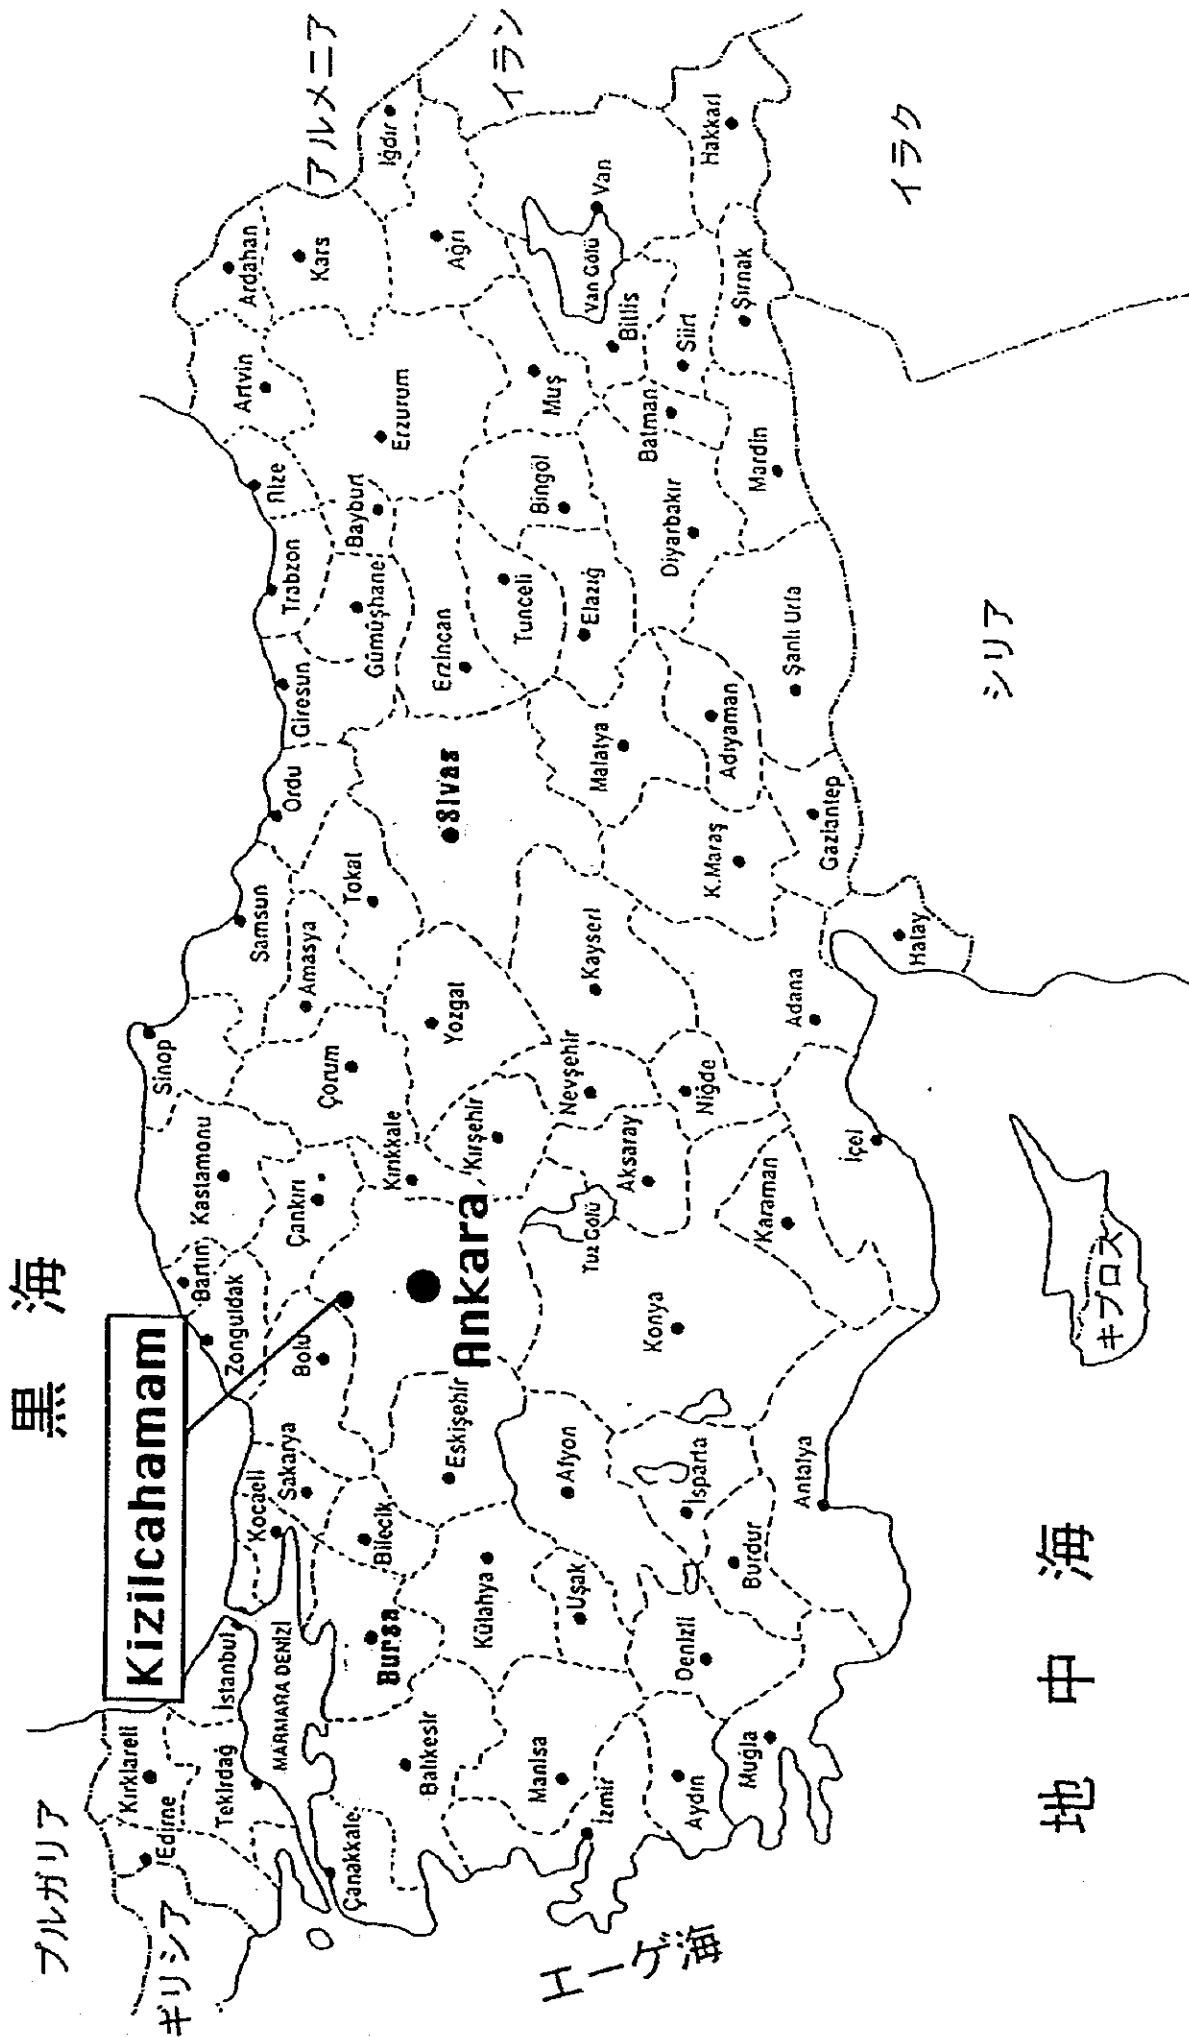 黒海
ブルガリア
ギリシア
アルメニア
イラン
イラク
シリア
キプロス
地中海
エーゲ海
Kizilcahamam
Ankara
Kırklareli
Edirne
Tekirdağ
İstanbul
MARMARA DENİZİ
Çanakkale
Kocaeli
Sakarya
Bolu
Zonguldak
Bartın
Kastamonu
Çankırı
Sinop
Çorum
Samsun
Amasya
Tokat
Ordu
Giresun
Trabzon
Gümüşhane
Bayburt
Rize
Artvin
Ardahan
Kars
Iğdır
Ağrı
Erzurum
Erzincan
Sivas
Yozgat
Kırıkkale
Kırşehir
Eskişehir
Bilecik
Bursa
Balıkesir
Kütahya
Manisa
Uşak
Afyon
İzmir
Aydın
Denizli
Muğla
Burdur
Isparta
Antalya
Konya
Tuz Gölü
Aksaray
Nevşehir
Niğde
Karaman
İçel
Kayseri
Adana
Hatay
K.Maraş
Gaziantep
Malatya
Adıyaman
Şanlı Urfa
Elazığ
Tunceli
Bingöl
Diyarbakır
Mardin
Batman
Muş
Bitlis
Siirt
Şırnak
Van Gölü
Van
Hakkari